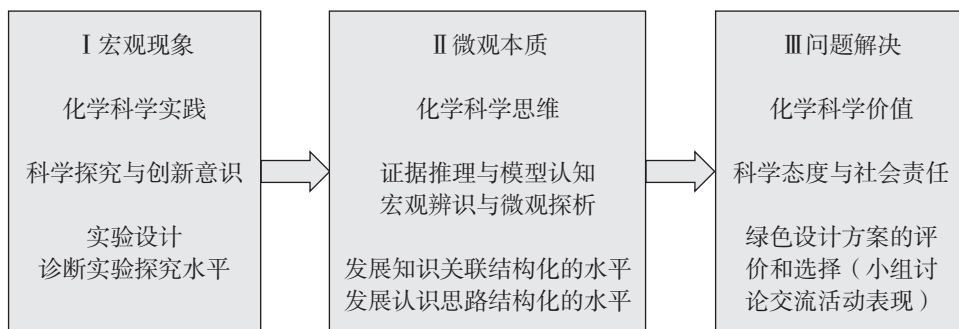 Ⅰ宏观现象
化学科学实践
科学探究与创新意识
实验设计
诊断实验探究水平
Ⅱ微观本质
化学科学思维
证据推理与模型认知
宏观辨识与微观探析
发展知识关联结构化的水平
发展认识思路结构化的水平
Ⅲ问题解决
化学科学价值
科学态度与社会责任
绿色设计方案的评
价和选择（小组讨
论交流活动表现）